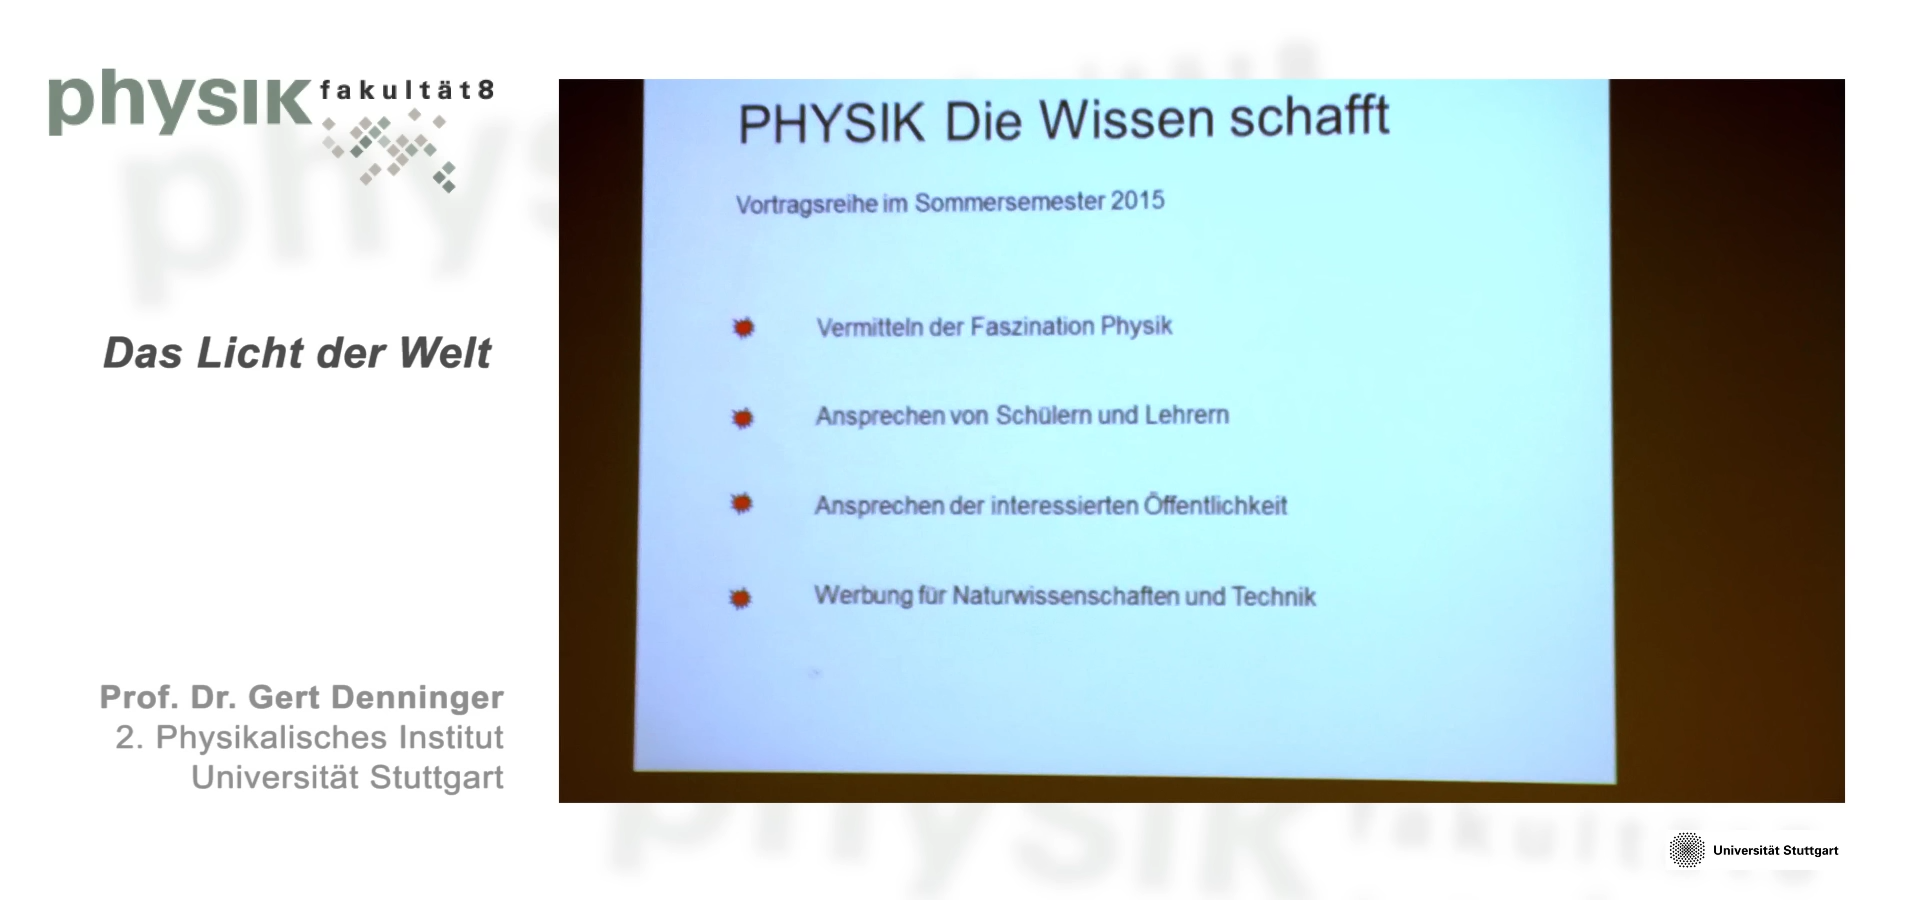 physik fakultät8
Das Licht der Welt
Prof. Dr. Gert Denninger
2. Physikalisches Institut
Universität Stuttgart
PHYSIK Die Wissen schafft
Vortragsreihe im Sommersemester 2015
Vermitteln der Faszination Physik
Ansprechen von Schülern und Lehrern
Ansprechen der interessierten Öffentlichkeit
Werbung für Naturwissenschaften und Technik
Universität Stuttgart